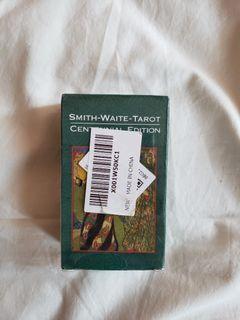 SMITH-WAITE-TAROT
CENTENNIAL EDITION
X001W50KC1
MADE IN CHINA